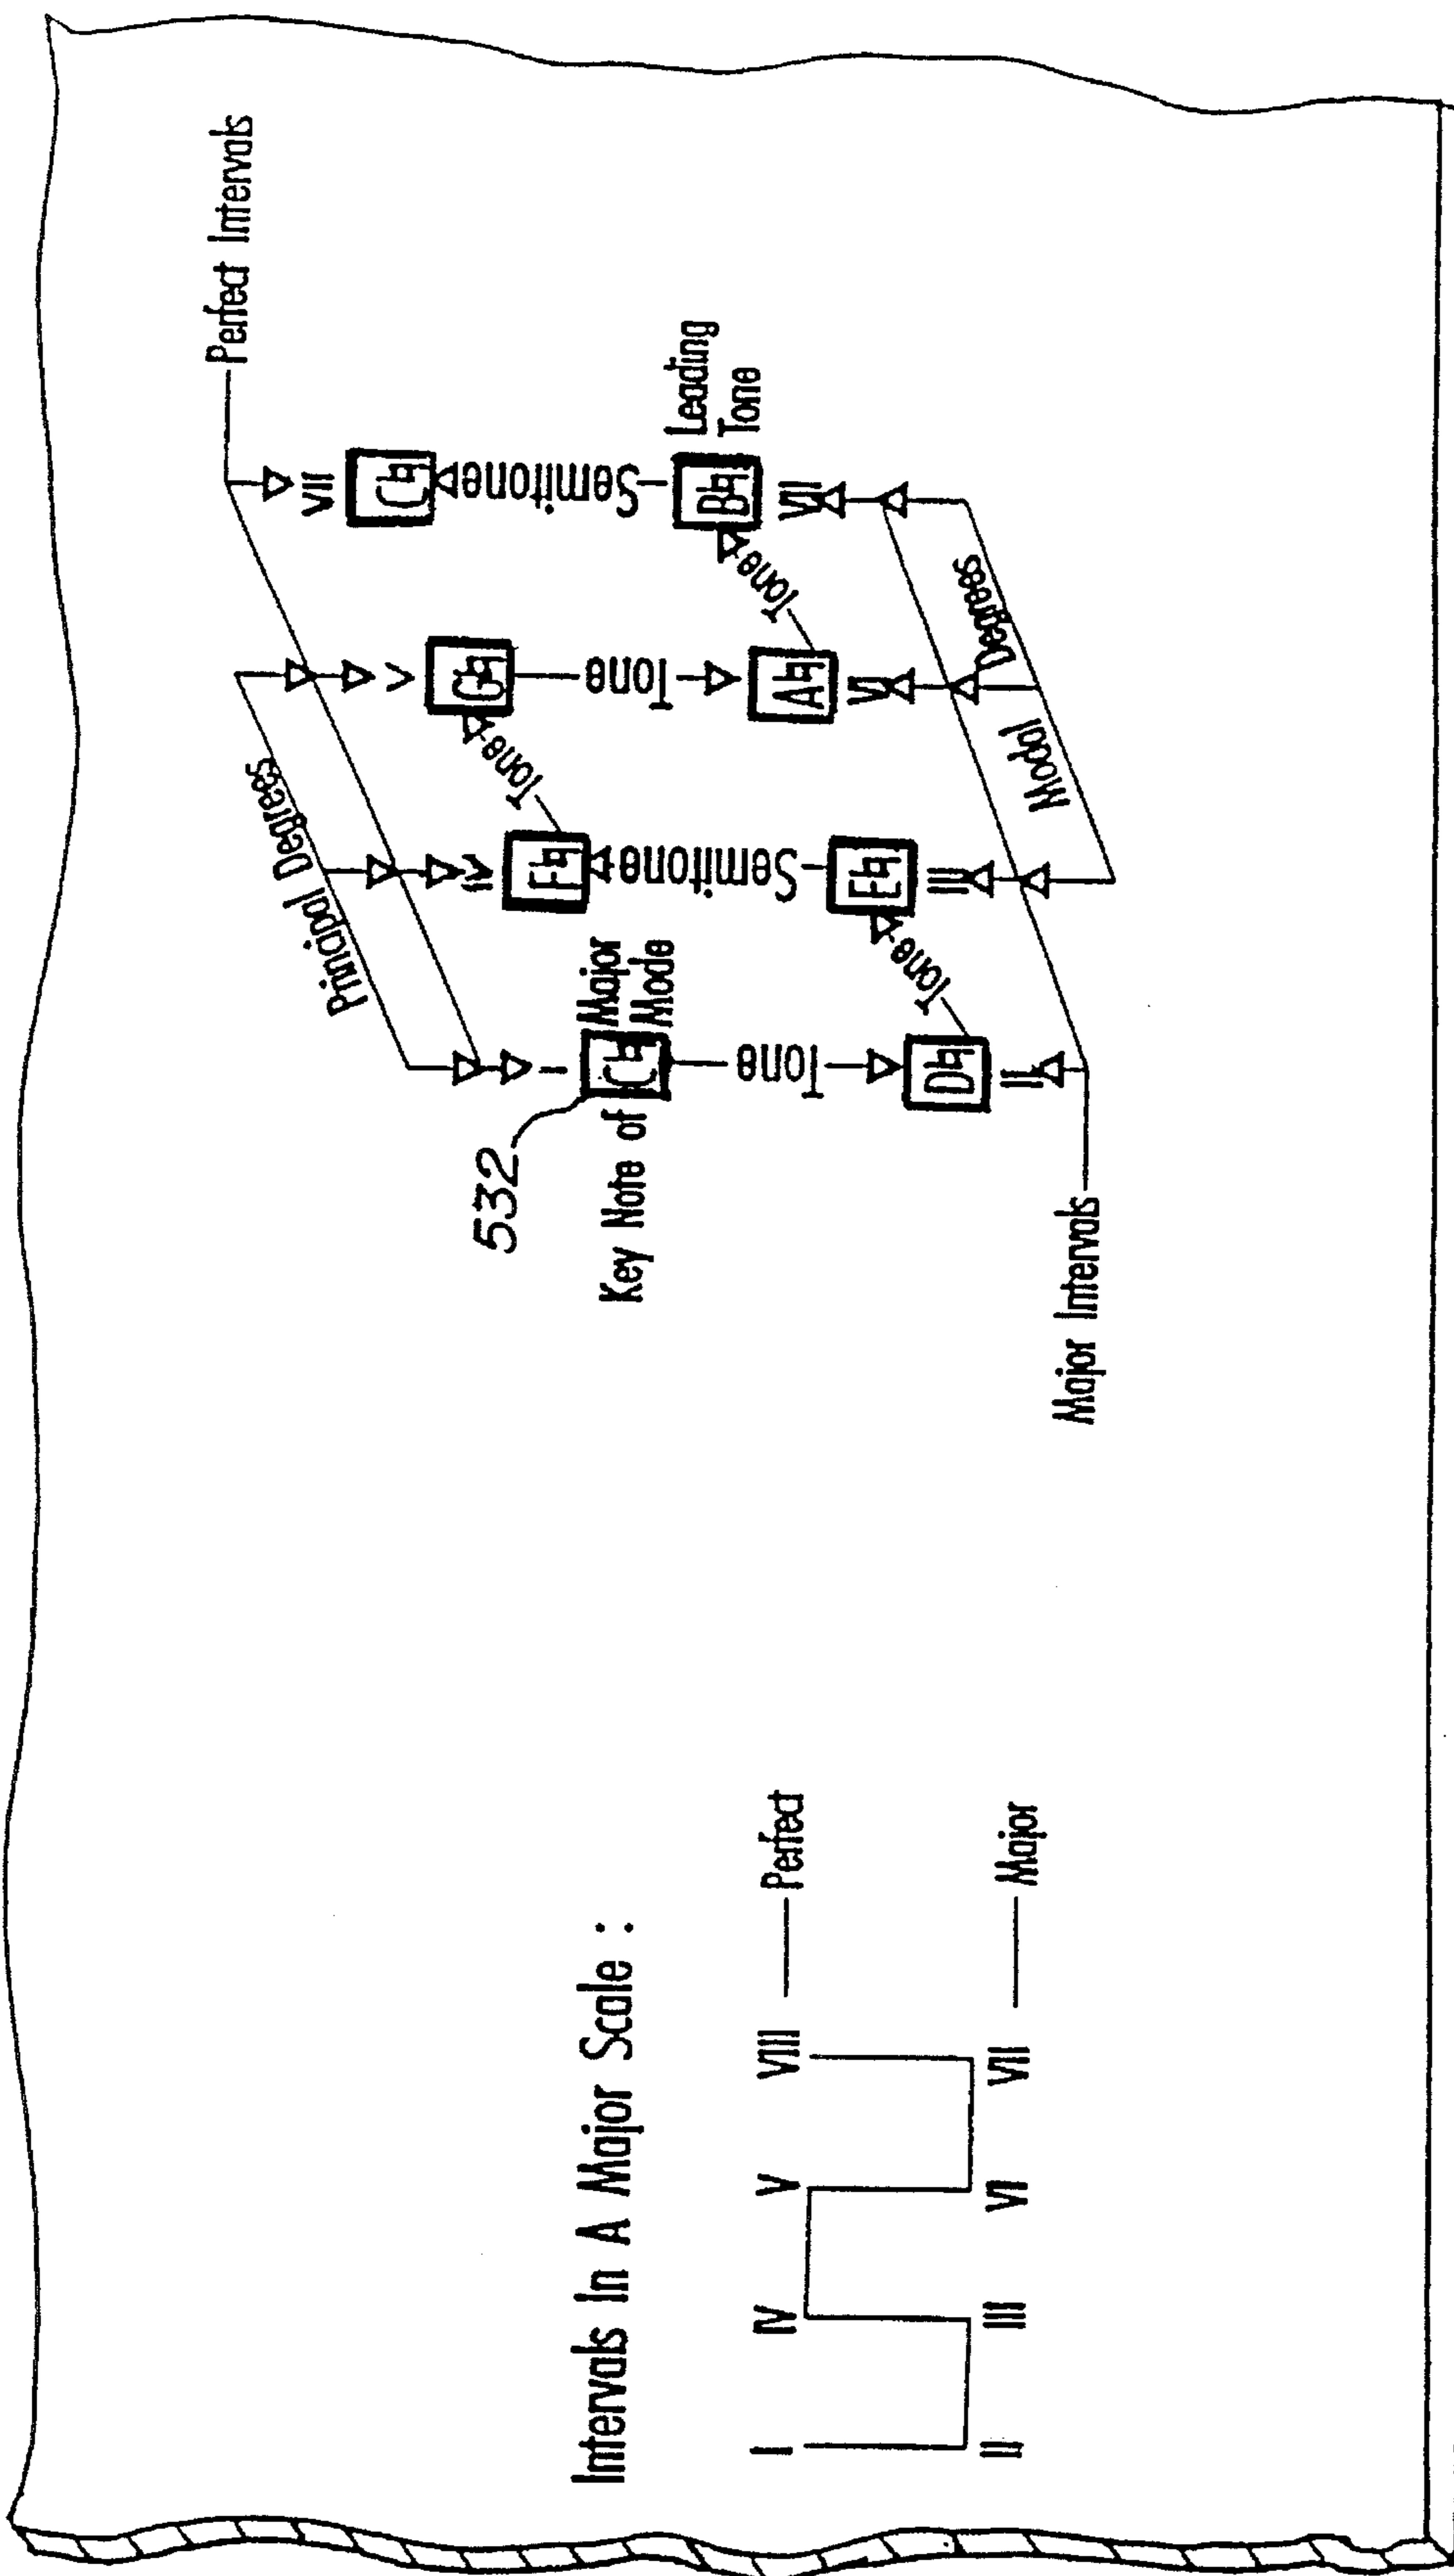 Intervals In A Major Scale :
I IV V VIII — Perfect
II III VI VII — Major
Perfect Intervals
Principal Degrees
I IV V VII
532
Key Note of C♮ Major Mode
F♮ G♮ C♮
Tone Semitone Tone Semitone
Tone Tone Tone
D♮ E♮ A♮ B♮ Leading Tone
II III VI VII
Modal Degrees
Major Intervals